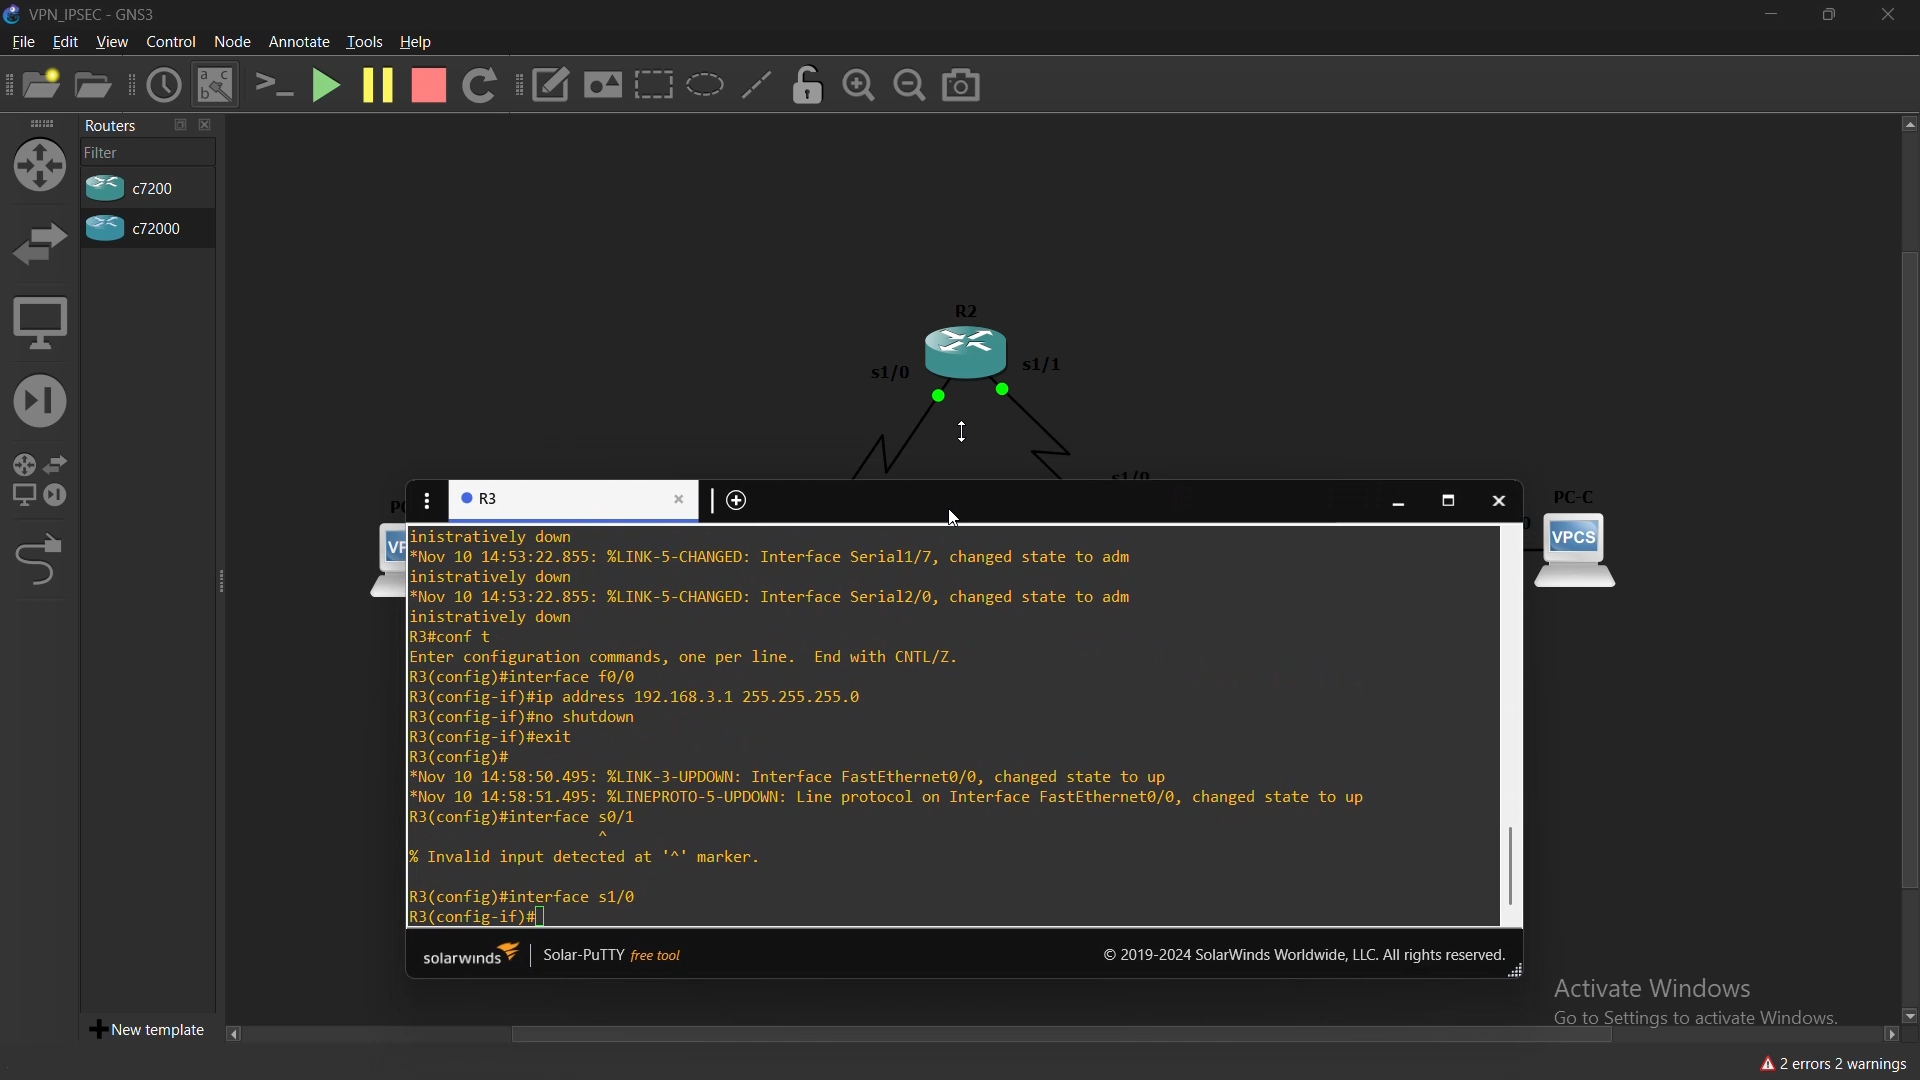 VPN_IPSEC - GNS3
File Edit View Control Node Annotate Tools Help
a c
b
Routers
Filter
c7200
c72000
R2
s1/0
s1/1
s1/0
PC-C
VPCS
R3
inistratively down
*Nov 10 14:53:22.855: %LINK-5-CHANGED: Interface Serial1/7, changed state to adm
inistratively down
*Nov 10 14:53:22.855: %LINK-5-CHANGED: Interface Serial2/0, changed state to adm
inistratively down
R3#conf t
Enter configuration commands, one per line.  End with CNTL/Z.
R3(config)#interface f0/0
R3(config-if)#ip address 192.168.3.1 255.255.255.0
R3(config-if)#no shutdown
R3(config-if)#exit
R3(config)#
*Nov 10 14:58:50.495: %LINK-3-UPDOWN: Interface FastEthernet0/0, changed state to up
*Nov 10 14:58:51.495: %LINEPROTO-5-UPDOWN: Line protocol on Interface FastEthernet0/0, changed state to up
R3(config)#interface s0/1
^
% Invalid input detected at '^' marker.
R3(config)#interface s1/0
R3(config-if)#
solarwinds Solar-PuTTY free tool © 2019-2024 SolarWinds Worldwide, LLC. All rights reserved.
Activate Windows
Go to Settings to activate Windows.
New template
2 errors 2 warnings